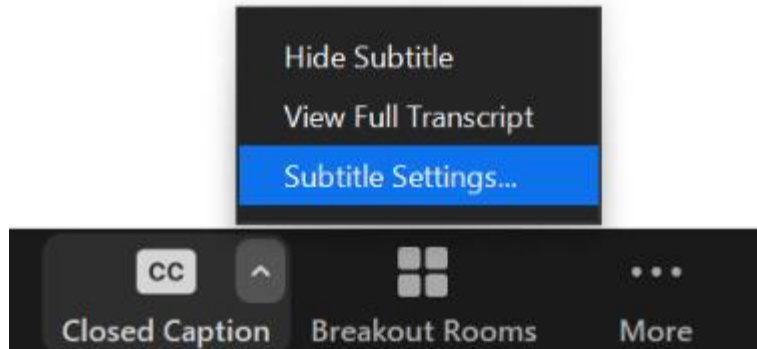 Hide Subtitle
View Full Transcript
Subtitle Settings...
CC
Closed Caption
Breakout Rooms
More